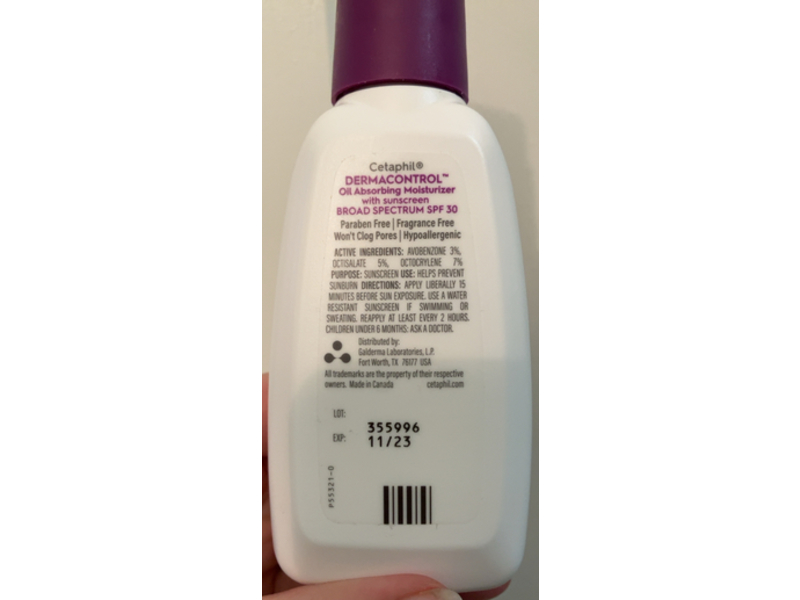 Cetaphil®
DERMACONTROL™
Oil Absorbing Moisturizer
with sunscreen
BROAD SPECTRUM SPF 30
Paraben Free | Fragrance Free
Won't Clog Pores | Hypoallergenic
ACTIVE INGREDIENTS: AVOBENZONE 3%,
OCTISALATE 5%, OCTOCRYLENE 7%
PURPOSE: SUNSCREEN USE: HELPS PREVENT
SUNBURN DIRECTIONS: APPLY LIBERALLY 15
MINUTES BEFORE SUN EXPOSURE. USE A WATER
RESISTANT SUNSCREEN IF SWIMMING OR
SWEATING. REAPPLY AT LEAST EVERY 2 HOURS.
CHILDREN UNDER 6 MONTHS: ASK A DOCTOR.
Distributed by:
Galderma Laboratories, L.P.
Fort Worth, TX 76177 USA
All trademarks are the property of their respective
owners. Made in Canada cetaphil.com
LOT: 355996
EXP: 11/23
P55321-0